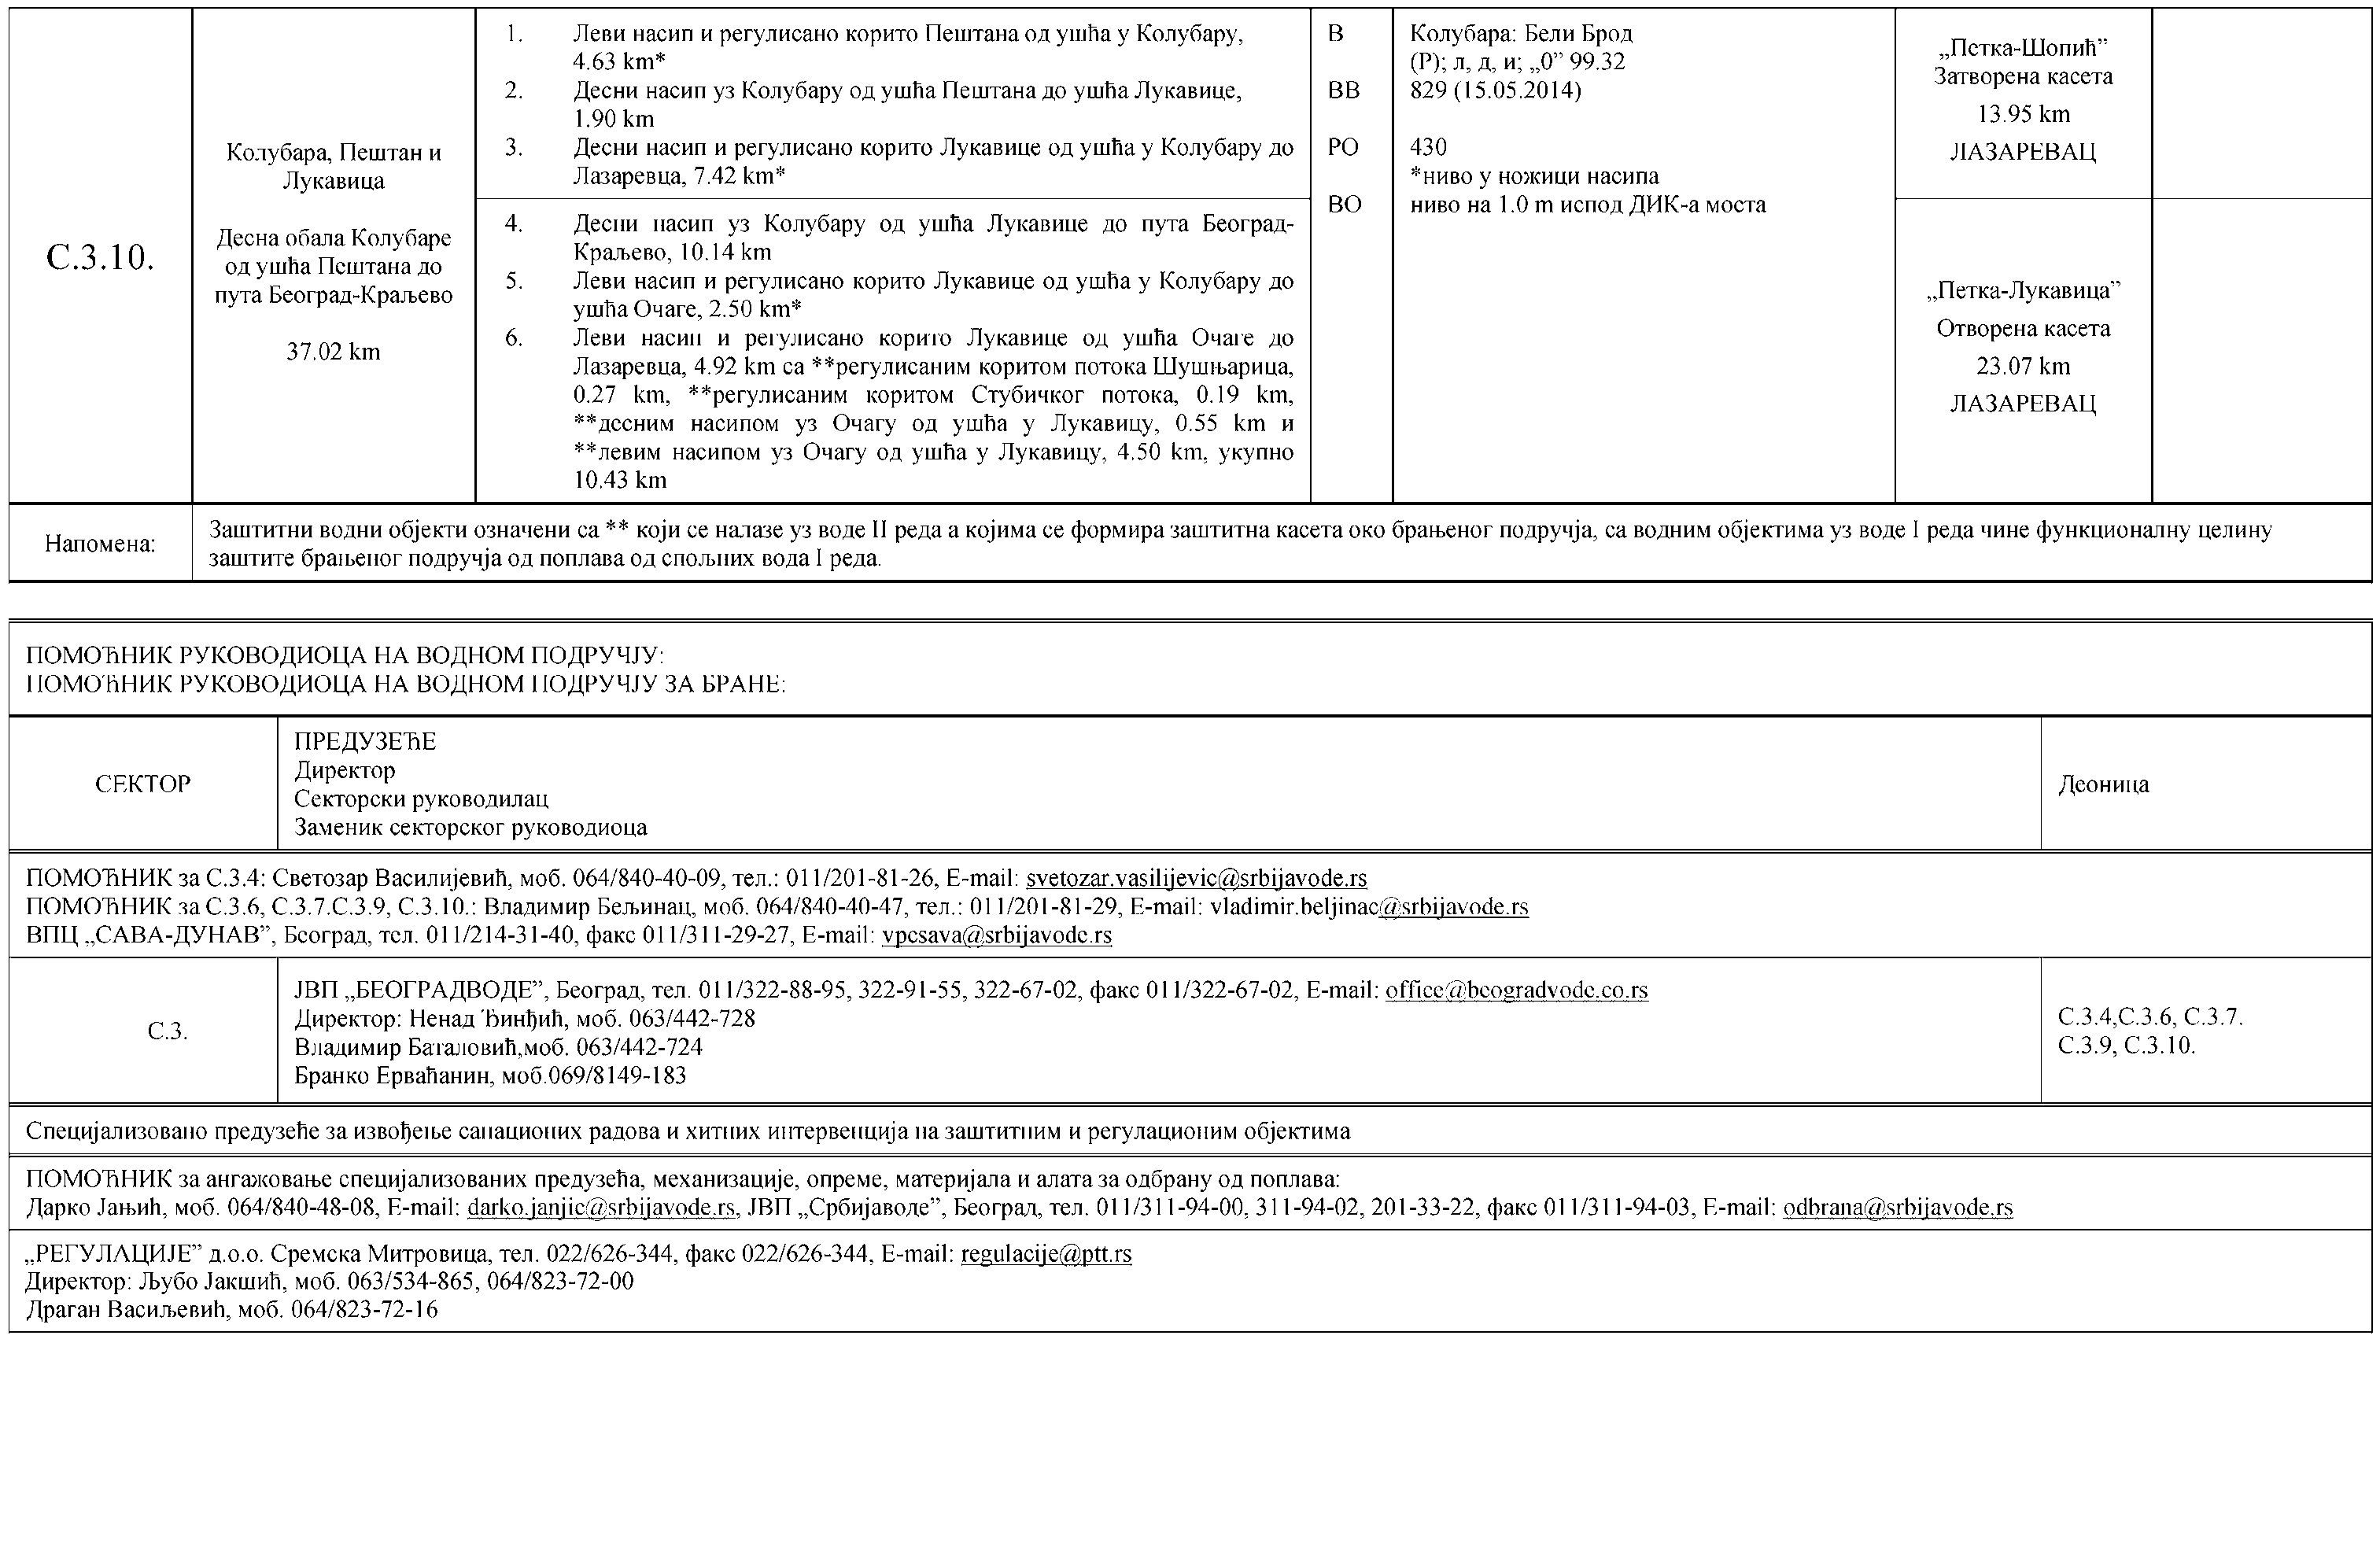 С.3.10.
Колубара, Пештан и
Лукавица
Десна обала Колубаре
од ушћа Пештана до
пута Београд-Краљево
37.02 km
1. Леви насип и регулисано корито Пештана од ушћа у Колубару,
4.63 km*
2. Десни насип уз Колубару од ушћа Пештана до ушћа Лукавице,
1.90 km
3. Десни насип и регулисано корито Лукавице од ушћа у Колубару до
Лазаревца, 7.42 km*
4. Десни насип уз Колубару од ушћа Лукавице до пута Београд-
Краљево, 10.14 km
5. Леви насип и регулисано корито Лукавице од ушћа у Колубару до
ушћа Очаге, 2.50 km*
6. Леви насип и регулисано корито Лукавице од ушћа Очаге до
Лазаревца, 4.92 km са **регулисаним коритом потока Шушњарица,
0.27 km, **регулисаним коритом Стубичког потока, 0.19 km,
**десним насипом уз Очагу од ушћа у Лукавицу, 0.55 km и
**левим насипом уз Очагу од ушћа у Лукавицу, 4.50 km, укупно
10.43 km
В Колубара: Бели Брод
(Р); л, д, и; „0” 99.32
ВВ 829 (15.05.2014)
РО 430
*ниво у ножици насипа
ВО ниво на 1.0 m испод ДИК-а моста
„Петка-Шопић”
Затворена касета
13.95 km
ЛАЗАРЕВАЦ
„Петка-Лукавица”
Отворена касета
23.07 km
ЛАЗАРЕВАЦ
Напомена:
Заштитни водни објекти означени са ** који се налазе уз воде II реда а којима се формира заштитна касета око брањеног подручја, са водним објектима уз воде I реда чине функционалну целину
заштите брањеног подручја од поплава од спољних вода I реда.
ПОМОЋНИК РУКОВОДИОЦА НА ВОДНОМ ПОДРУЧЈУ:
ПОМОЋНИК РУКОВОДИОЦА НА ВОДНОМ ПОДРУЧЈУ ЗА БРАНЕ:
СЕКТОР
ПРЕДУЗЕЋЕ
Директор
Секторски руководилац
Заменик секторског руководиоца
Деоница
ПОМОЋНИК за С.3.4: Светозар Василијевић, моб. 064/840-40-09, тел.: 011/201-81-26, E-mail: svetozar.vasilijevic@srbijavode.rs
ПОМОЋНИК за С.3.6, С.3.7.С.3.9, С.3.10.: Владимир Бељинац, моб. 064/840-40-47, тел.: 011/201-81-29, E-mail: vladimir.beljinac@srbijavode.rs
ВПЦ „САВА-ДУНАВ”, Београд, тел. 011/214-31-40, факс 011/311-29-27, E-mail: vpcsava@srbijavode.rs
С.3.
ЈВП „БЕОГРАДВОДЕ”, Београд, тел. 011/322-88-95, 322-91-55, 322-67-02, факс 011/322-67-02, E-mail: office@beogradvode.co.rs
Директор: Ненад Ђинђић, моб. 063/442-728
Владимир Баталовић,моб. 063/442-724
Бранко Ерваћанин, моб.069/8149-183
С.3.4,С.3.6, С.3.7.
С.3.9, С.3.10.
Специјализовано предузеће за извођење санационих радова и хитних интервенција на заштитним и регулационим објектима
ПОМОЋНИК за ангажовање специјализованих предузећа, механизације, опреме, материјала и алата за одбрану од поплава:
Дарко Јањић, моб. 064/840-48-08, E-mail: darko.janjic@srbijavode.rs, ЈВП „Србијаводе”, Београд, тел. 011/311-94-00, 311-94-02, 201-33-22, факс 011/311-94-03, E-mail: odbrana@srbijavode.rs
„РЕГУЛАЦИЈЕ” д.о.о. Сремска Митровица, тел. 022/626-344, факс 022/626-344, E-mail: regulacije@ptt.rs
Директор: Љубо Јакшић, моб. 063/534-865, 064/823-72-00
Драган Васиљевић, моб. 064/823-72-16